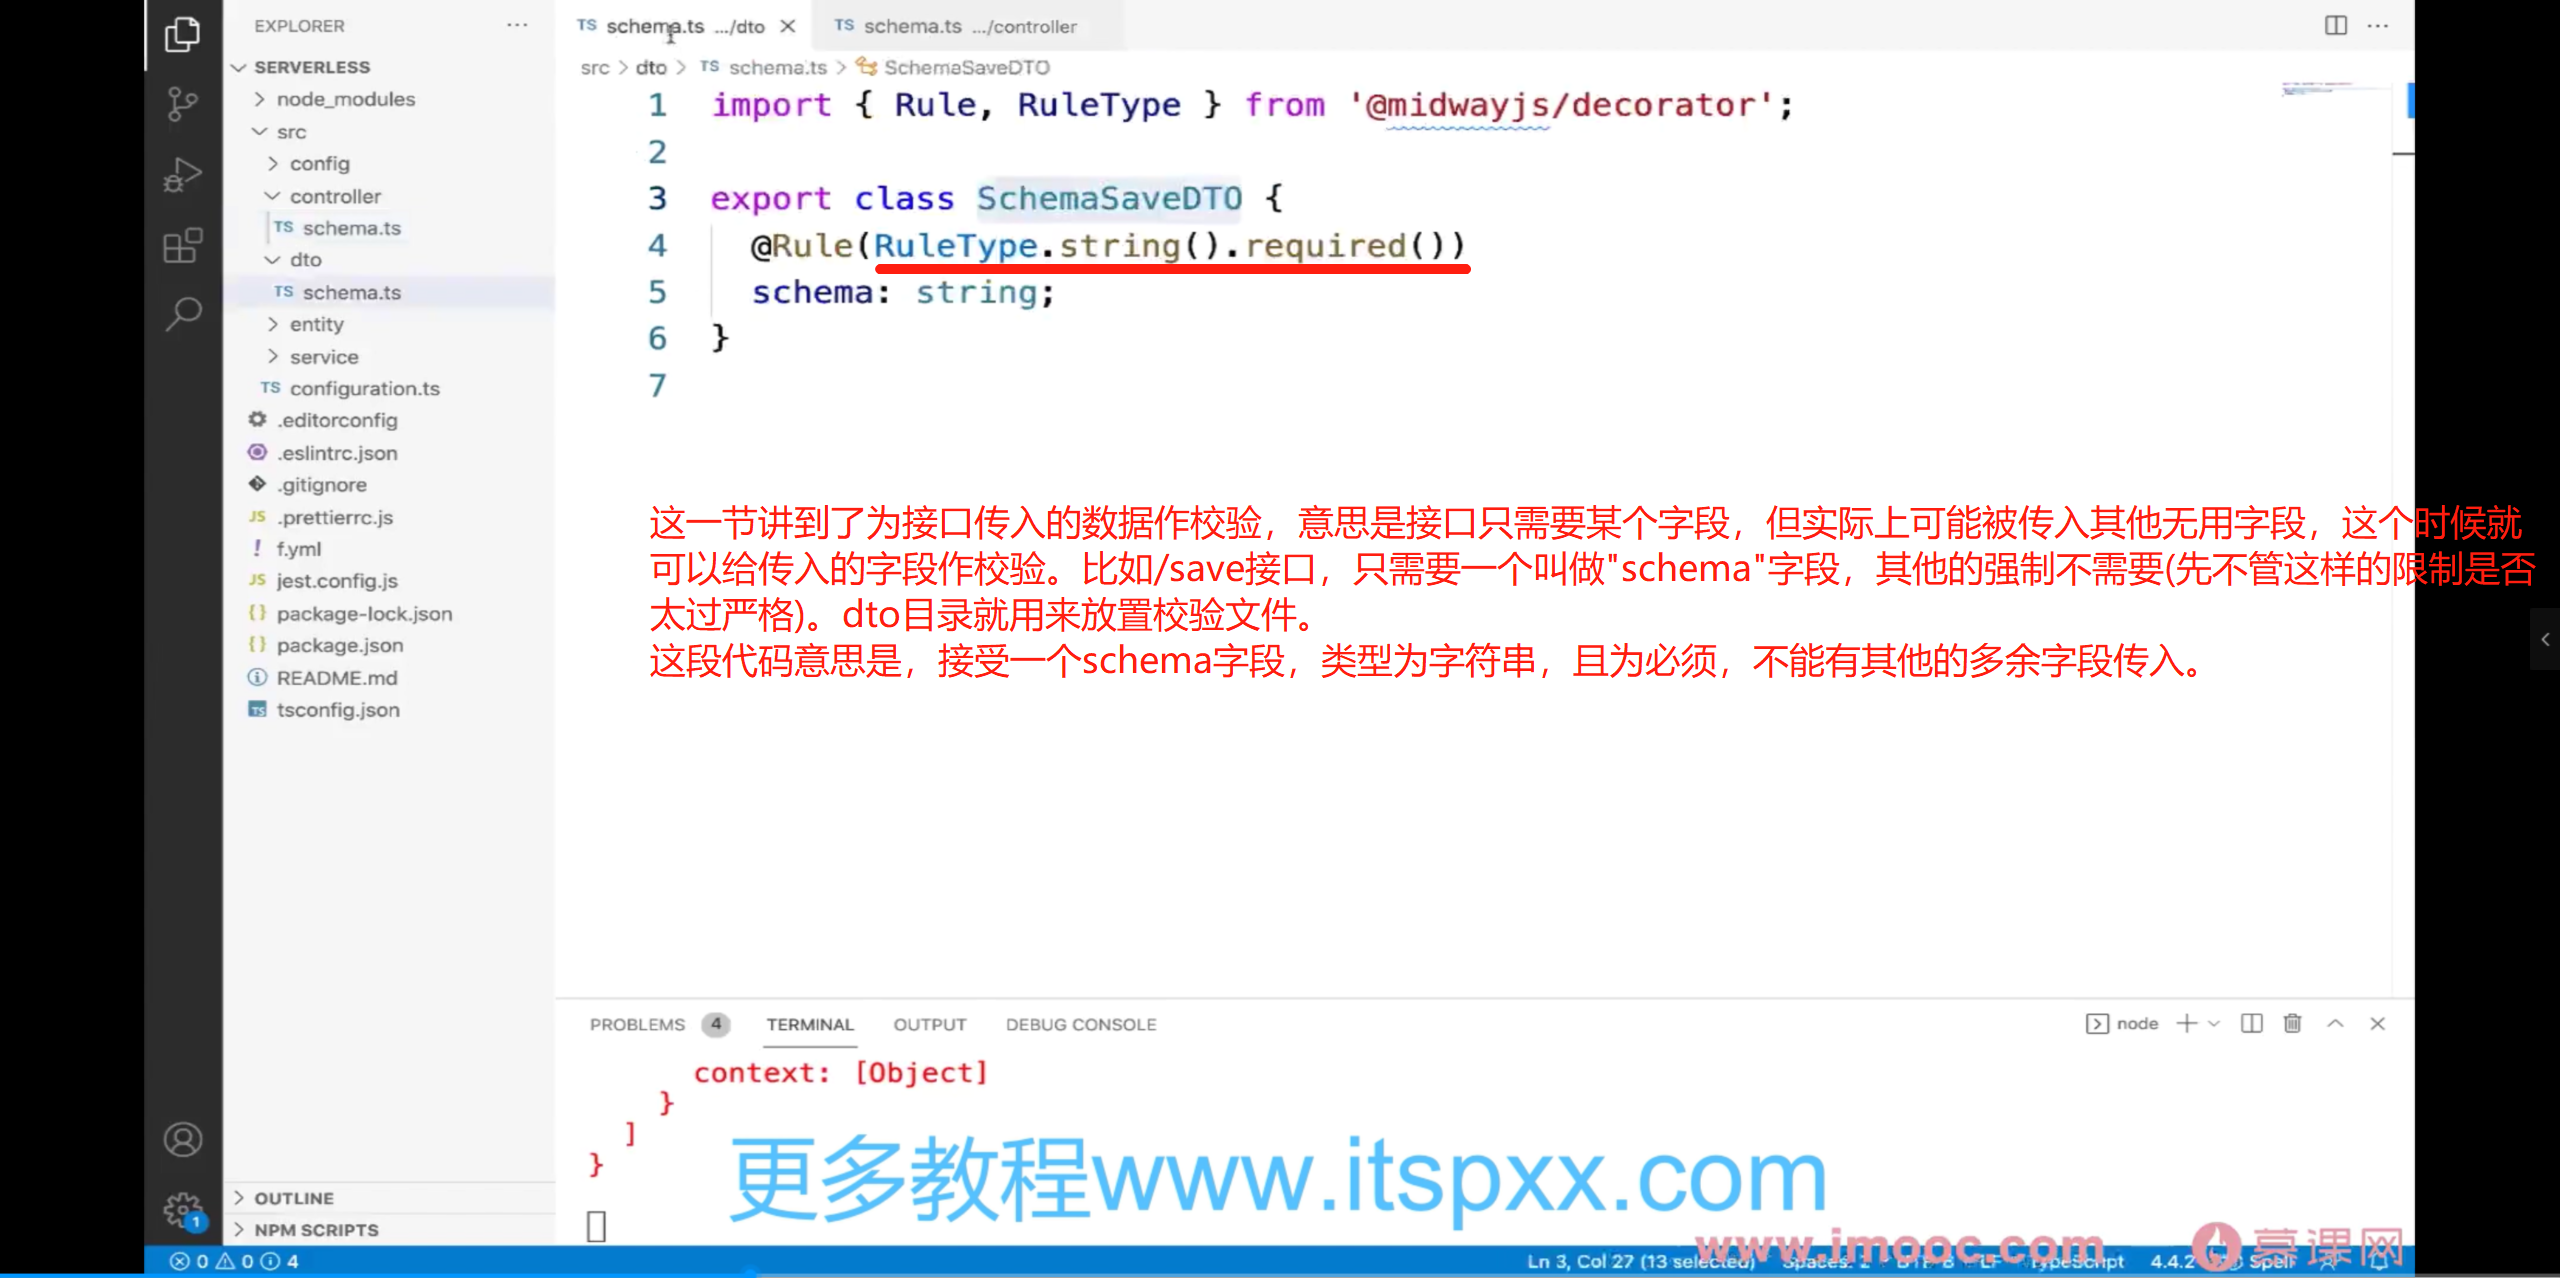 EXPLORER
SERVERLESS
node_modules
src
config
controller
TS schema.ts
dto
TS schema.ts
entity
service
TS configuration.ts
.editorconfig
.eslintrc.json
.gitignore
JS .prettierrc.js
! f.yml
JS jest.config.js
{} package-lock.json
{} package.json
README.md
TS tsconfig.json
OUTLINE
NPM SCRIPTS
TS schema.ts .../dto
TS schema.ts .../controller
src > dto > TS schema.ts > SchemaSaveDTO
1 import { Rule, RuleType } from '@midwayjs/decorator';
2
3 export class SchemaSaveDTO {
4 @Rule(RuleType.string().required())
5 schema: string;
6 }
7
这一节讲到了为接口传入的数据作校验，意思是接口只需要某个字段，但实际上可能被传入其他无用字段，这个时候就
可以给传入的字段作校验。比如/save接口，只需要一个叫做"schema"字段，其他的强制不需要(先不管这样的限制是否
太过严格)。dto目录就用来放置校验文件。
这段代码意思是，接受一个schema字段，类型为字符串，且为必须，不能有其他的多余字段传入。
PROBLEMS 4 TERMINAL OUTPUT DEBUG CONSOLE
node
context: [Object]
}
]
}
更多教程www.itspxx.com
www.imooc.com 慕课网
1
0 0 4
Ln 3, Col 27 (13 selected) Spaces: 2 TypeScript 4.4.2 Spell